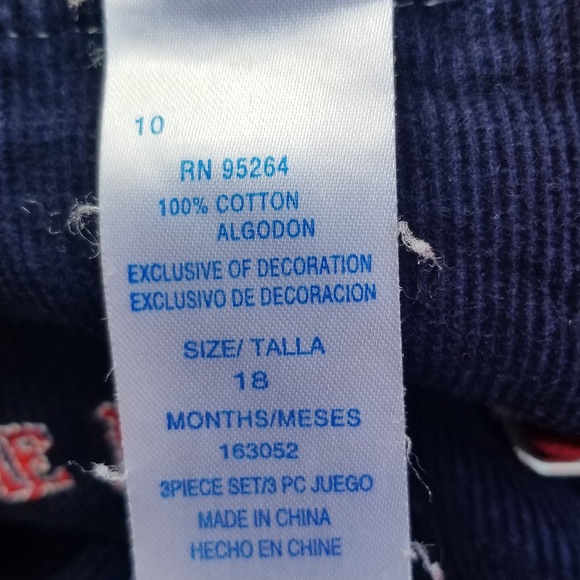 10
RN 95264
100% COTTON
ALGODON
EXCLUSIVE OF DECORATION
EXCLUSIVO DE DECORACION
SIZE/ TALLA
18
MONTHS/MESES
163052
3PIECE SET/3 PC JUEGO
MADE IN CHINA
HECHO EN CHINE